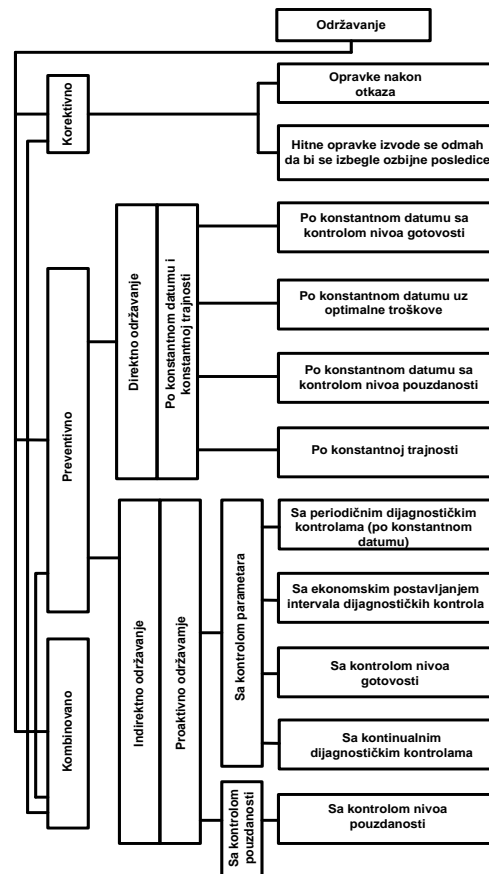 Održavanje
Korektivno
Opravke nakon
otkaza
Hitne opravke izvode se odmah
da bi se izbegle ozbijne posledice
Preventivno
Direktno održavanje
Po konstantnom datumu i
konstantnoj trajnosti
Po konstantnom datumu sa
kontrolom nivoa gotovosti
Po konstantnom datumu uz
optimalne troškove
Po konstantnom datumu sa
kontrolom nivoa pouzdanosti
Po konstantnoj trajnosti
Indirektno održavanje
Proaktivno održavamje
Sa kontrolom parametara
Sa periodičnim dijagnostičkim
kontrolama (po konstantnom
datumu)
Sa ekonomskim postavljanjem
intervala dijagnostičkih kontrola
Sa kontrolom nivoa
gotovosti
Sa kontinualnim
dijagnostičkim kontrolama
Kombinovano
Sa kontrolom
pouzdanosti
Sa kontrolom nivoa
pouzdanosti